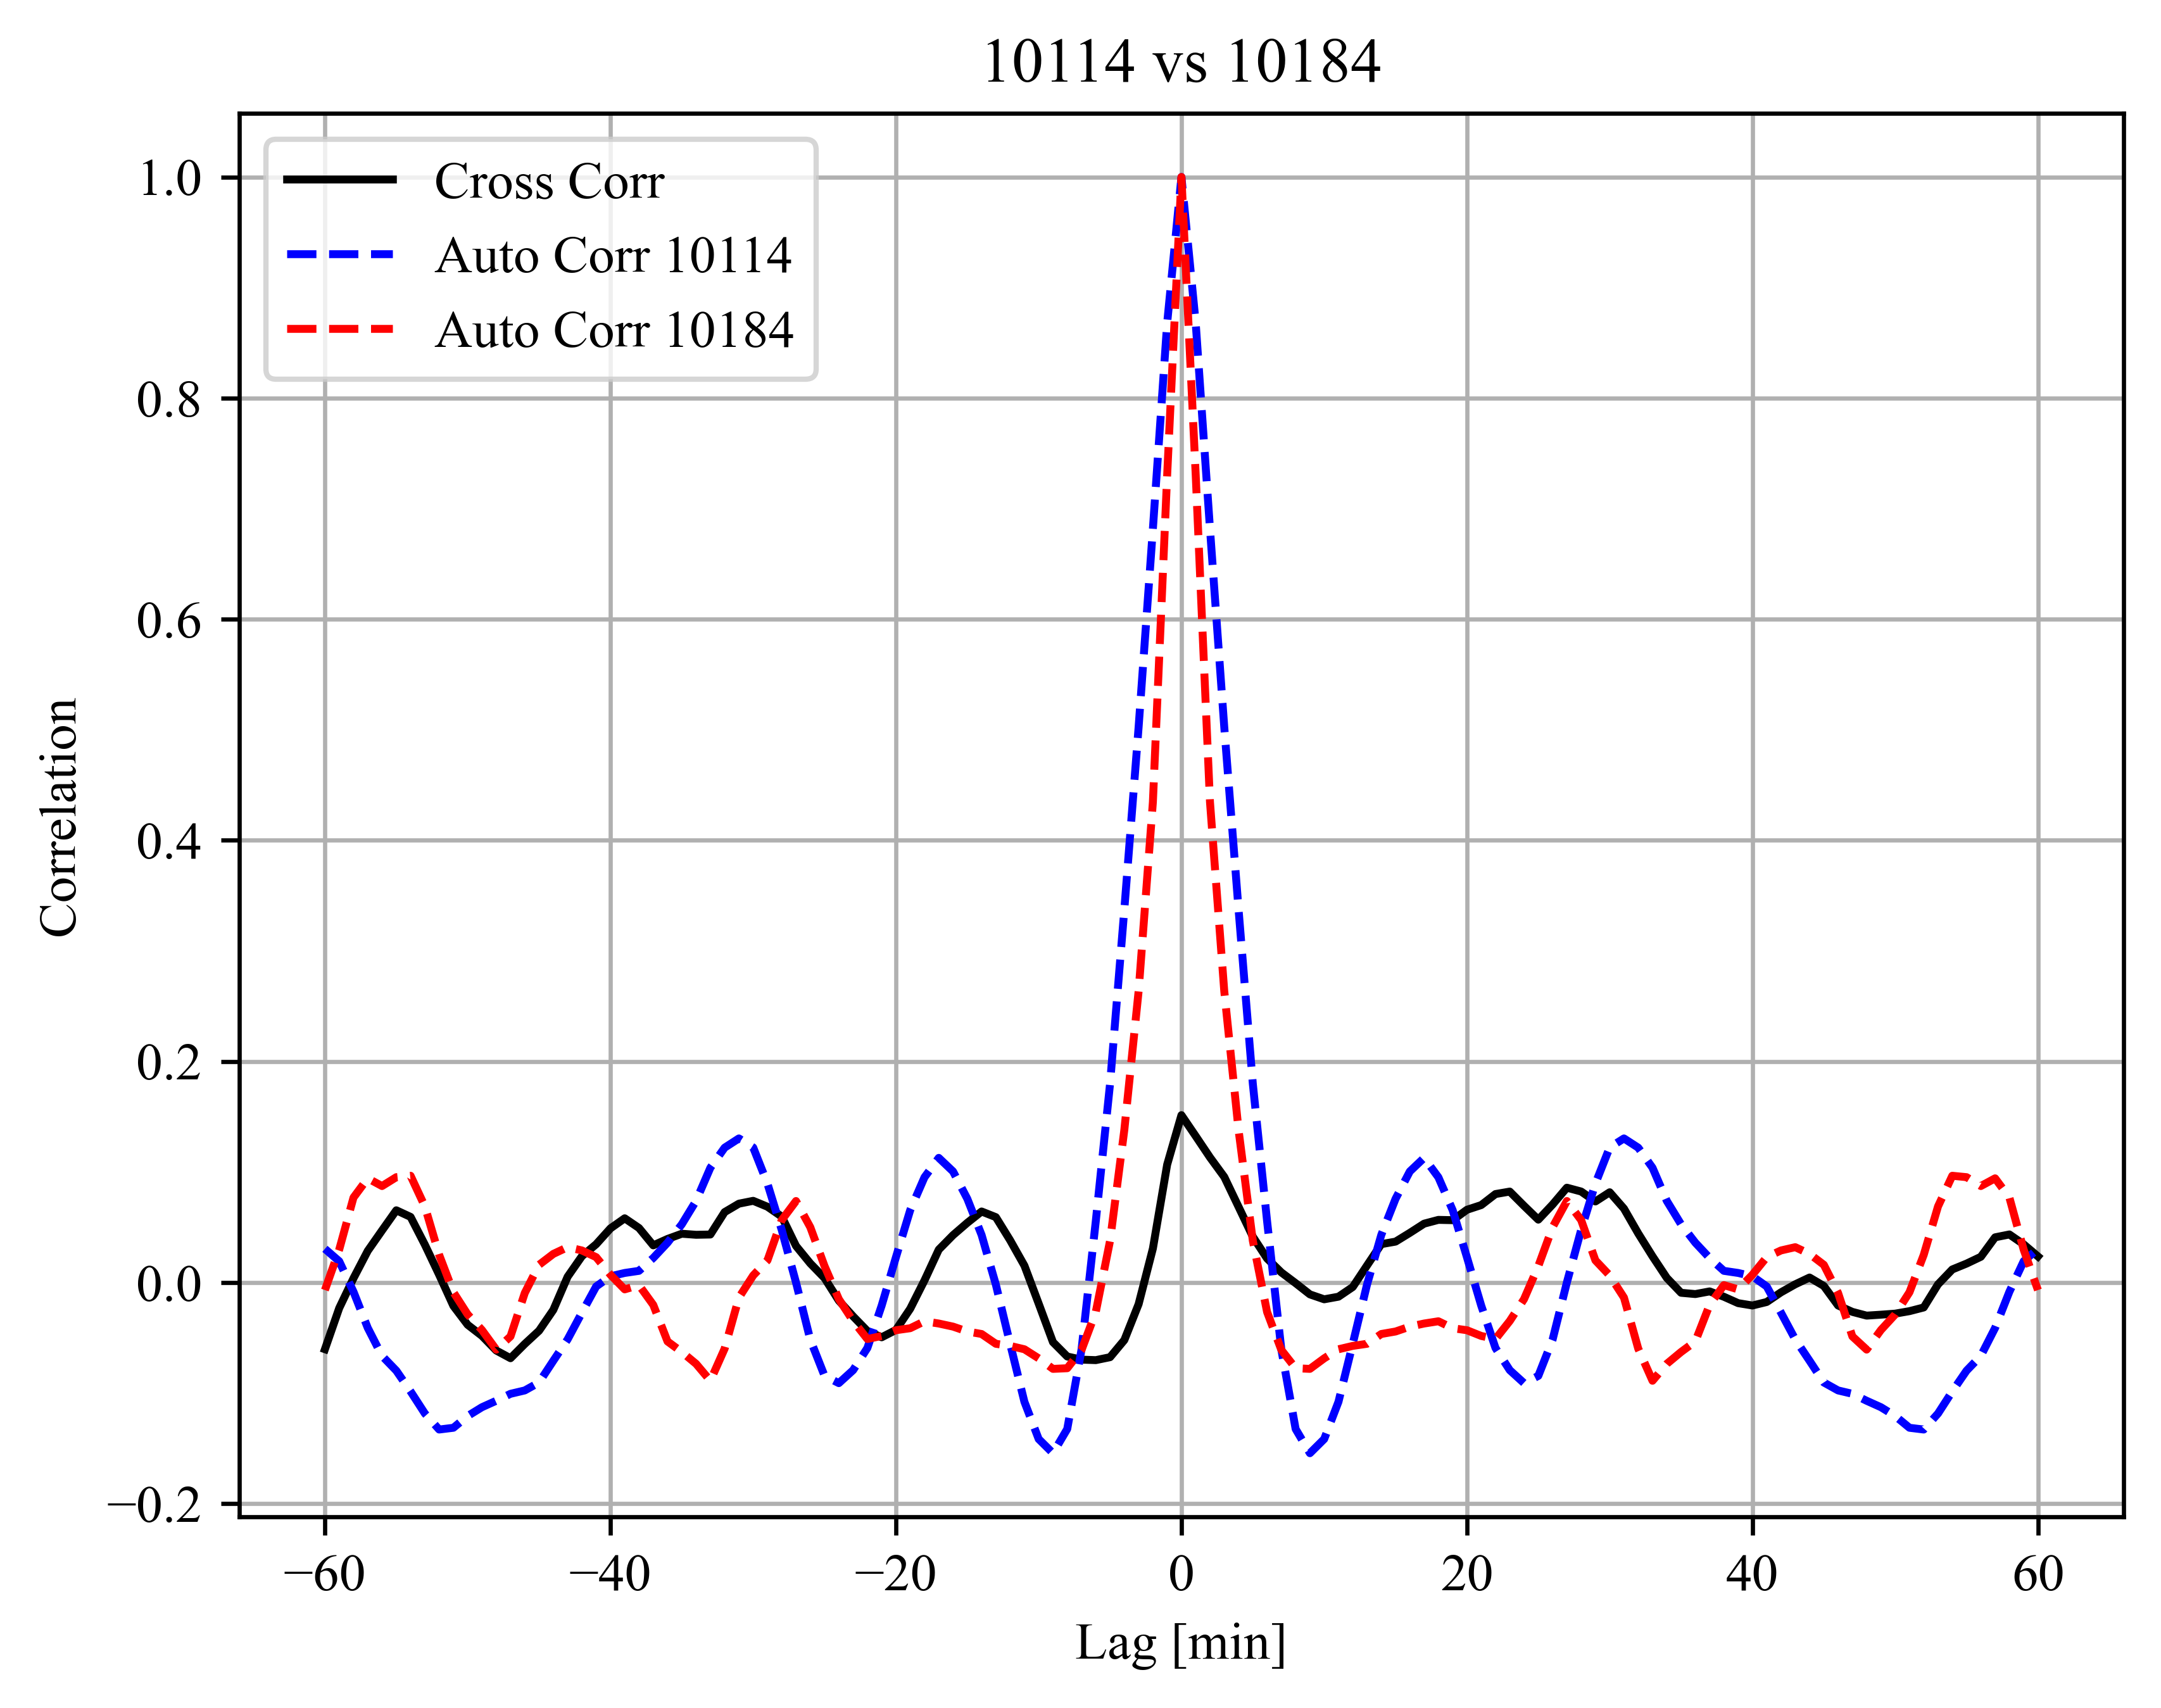 10114 vs 10184
Cross Corr
Auto Corr 10114
Auto Corr 10184
1.0
0.8
0.6
0.4
0.2
0.0
−0.2
Correlation
−60
−40
−20
0
20
40
60
Lag [min]